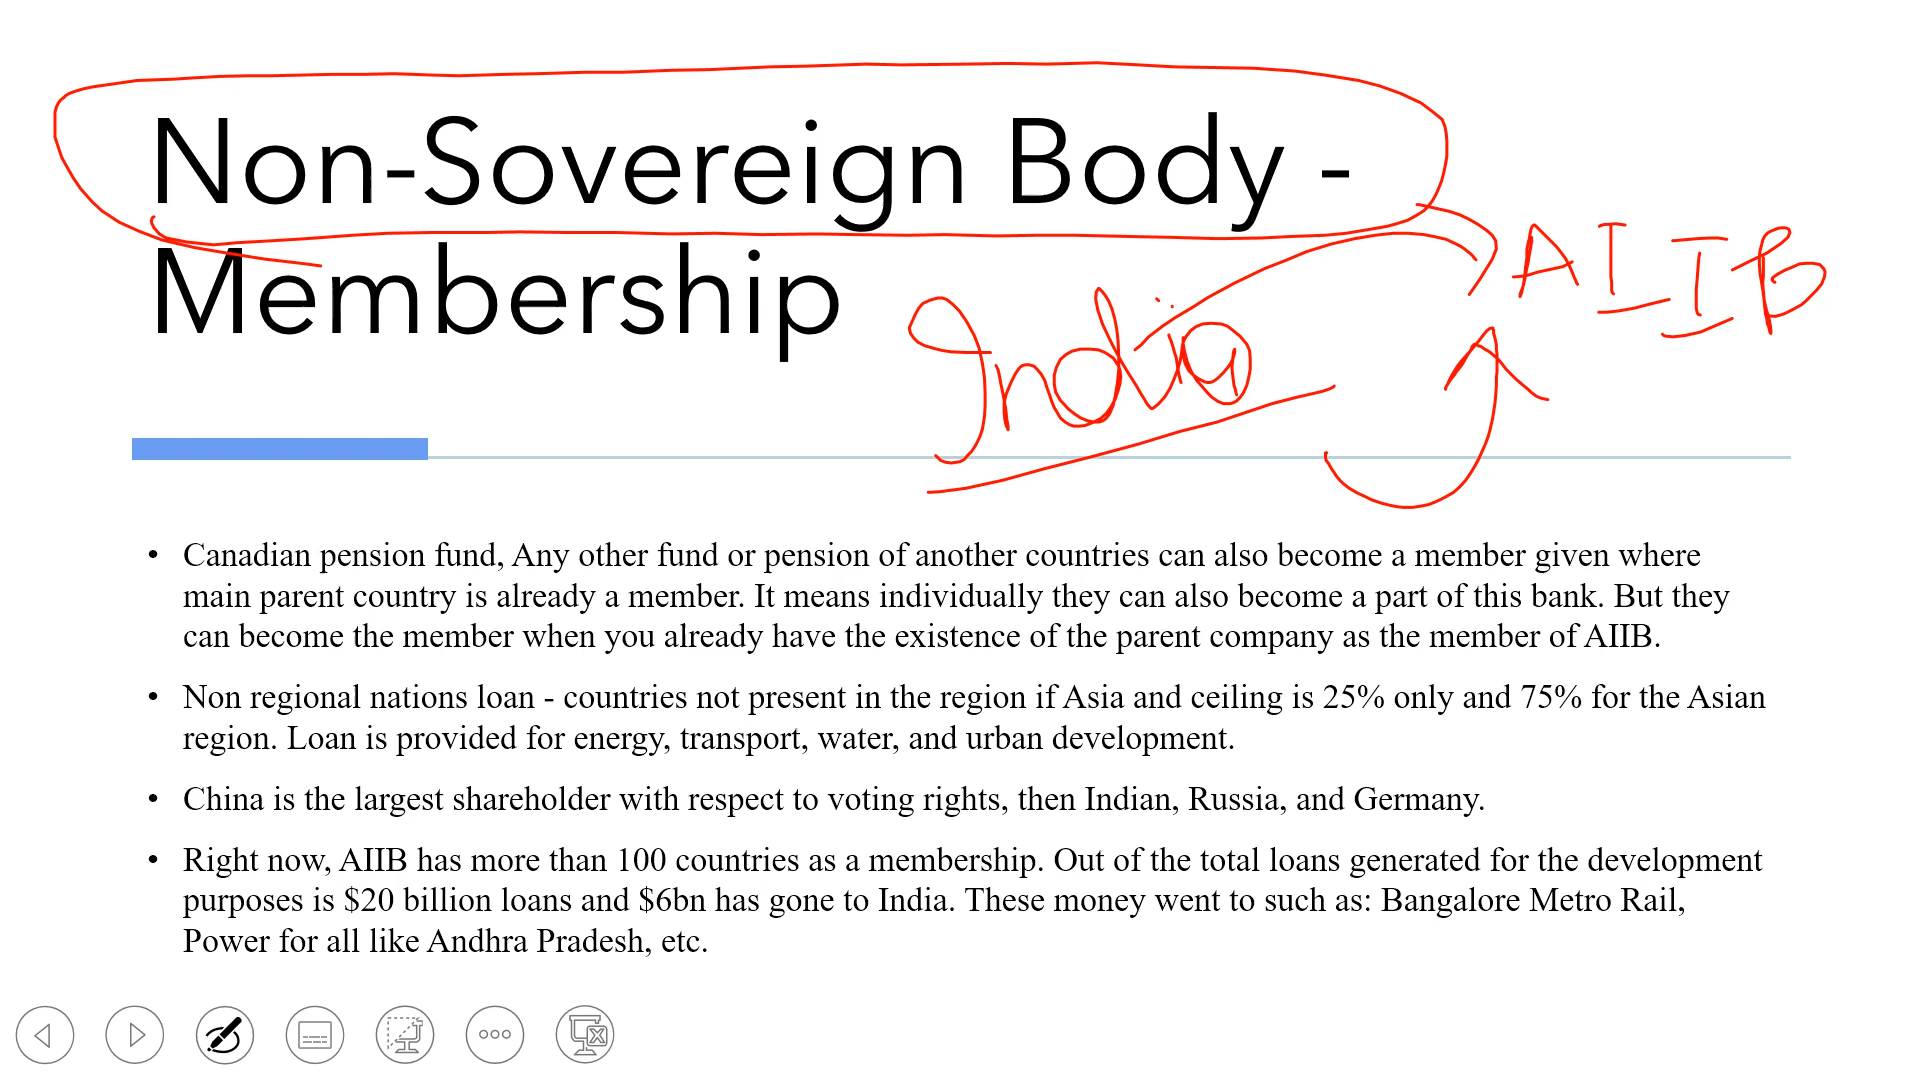 Non-Sovereign Body -
Membership
India
AIIB
• Canadian pension fund, Any other fund or pension of another countries can also become a member given where
main parent country is already a member. It means individually they can also become a part of this bank. But they
can become the member when you already have the existence of the parent company as the member of AIIB.
• Non regional nations loan - countries not present in the region if Asia and ceiling is 25% only and 75% for the Asian
region. Loan is provided for energy, transport, water, and urban development.
• China is the largest shareholder with respect to voting rights, then Indian, Russia, and Germany.
• Right now, AIIB has more than 100 countries as a membership. Out of the total loans generated for the development
purposes is $20 billion loans and $6bn has gone to India. These money went to such as: Bangalore Metro Rail,
Power for all like Andhra Pradesh, etc.